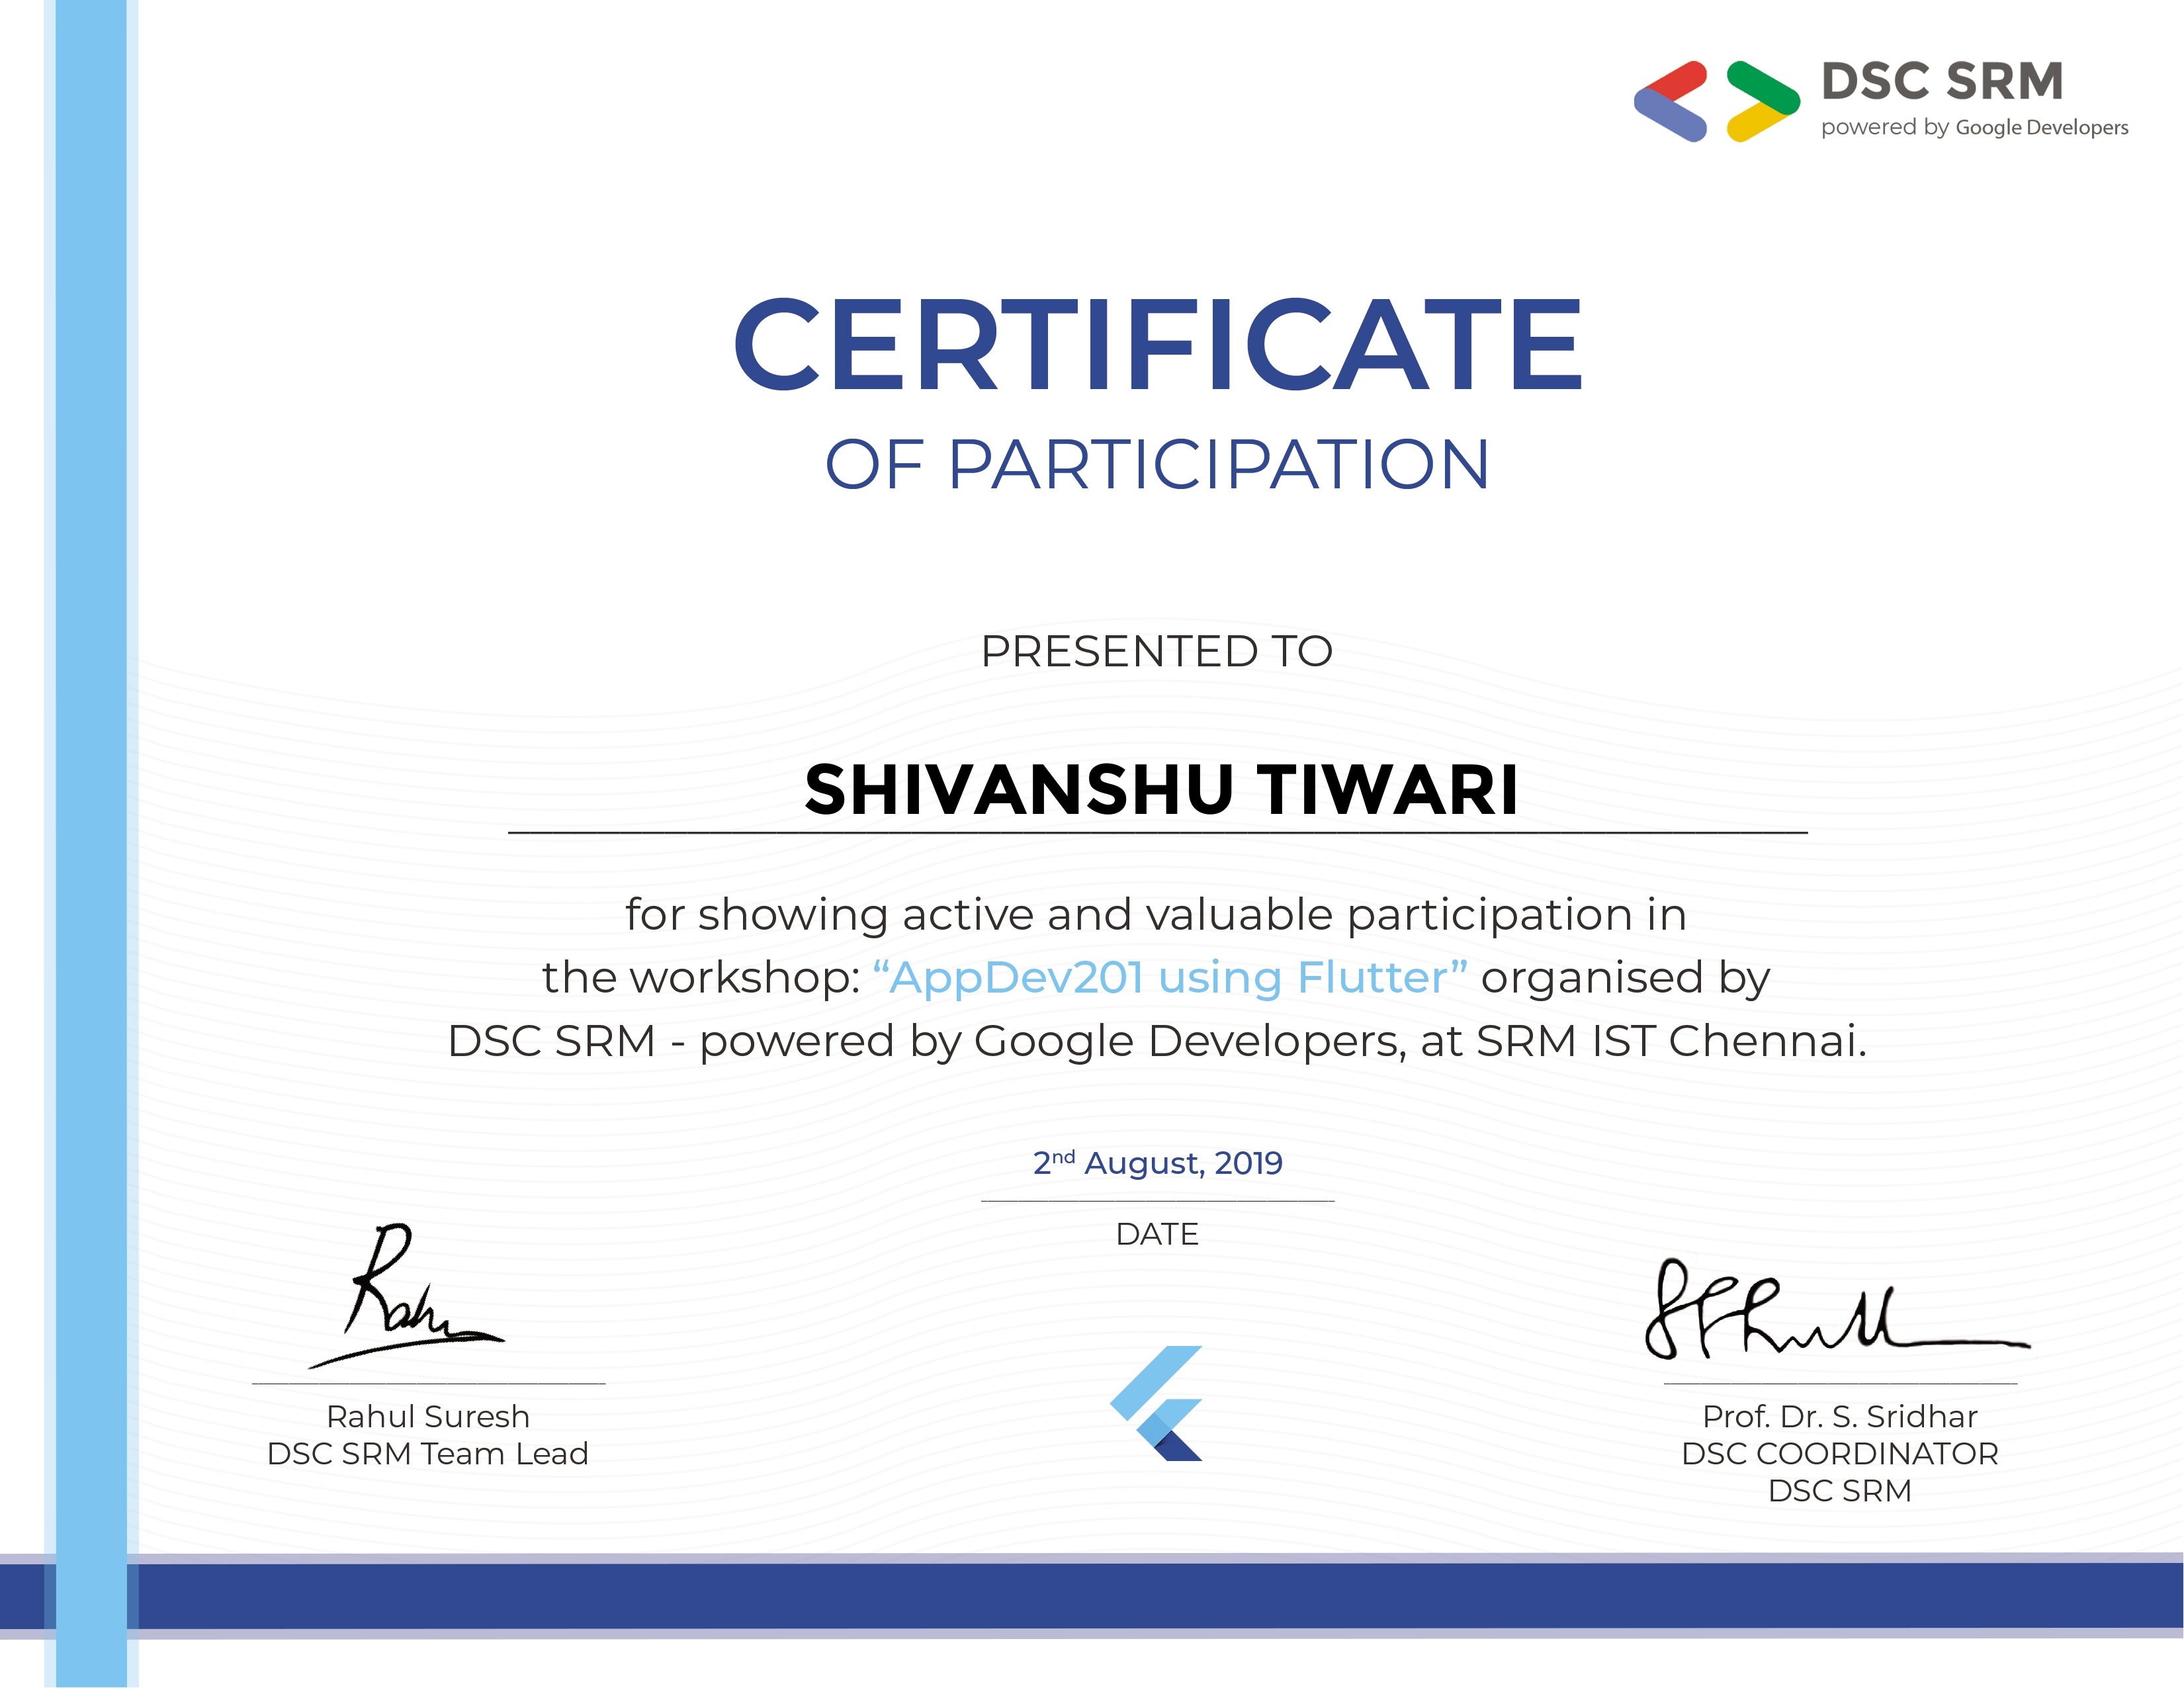 DSC SRM
powered by Google Developers
CERTIFICATE
OF PARTICIPATION
PRESENTED TO
SHIVANSHU TIWARI
for showing active and valuable participation in
the workshop: “AppDev201 using Flutter” organised by
DSC SRM - powered by Google Developers, at SRM IST Chennai.
2nd August, 2019
DATE
Rahul Suresh
DSC SRM Team Lead
Prof. Dr. S. Sridhar
DSC COORDINATOR
DSC SRM